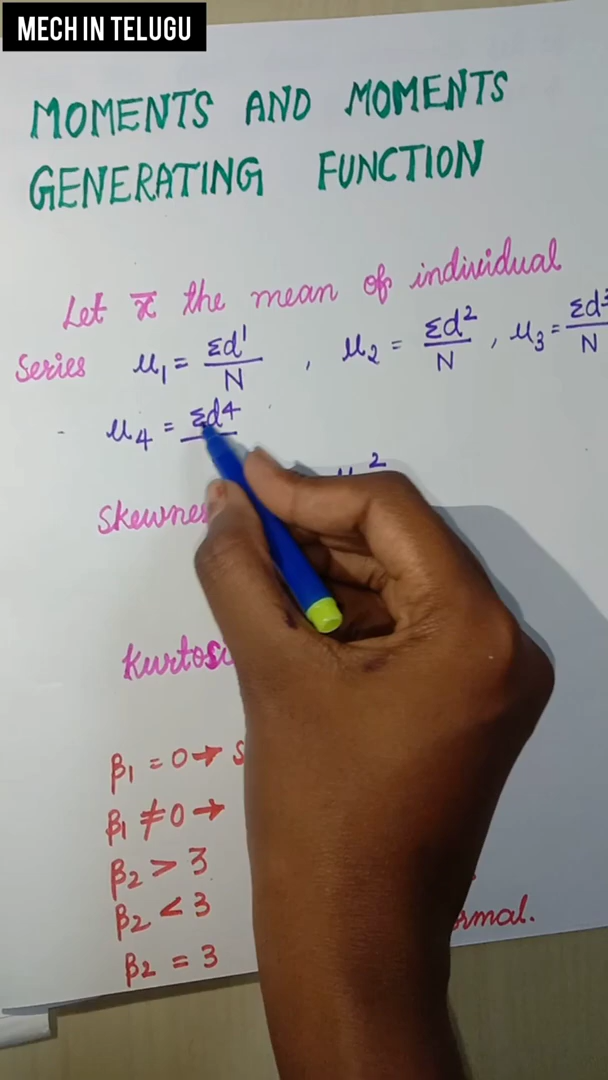 MECH IN TELUGU
MOMENTS AND MOMENTS
GENERATING FUNCTION
Let x̄ the mean of individual
Series μ₁ = Σd¹/N , μ₂ = Σd²/N , μ₃ = Σd³/N
μ₄ = Σd4
μ ²
β₁ = 0 → S
β₁ ≠ 0 →
β₂ > 3
β₂ < 3
β₂ = 3